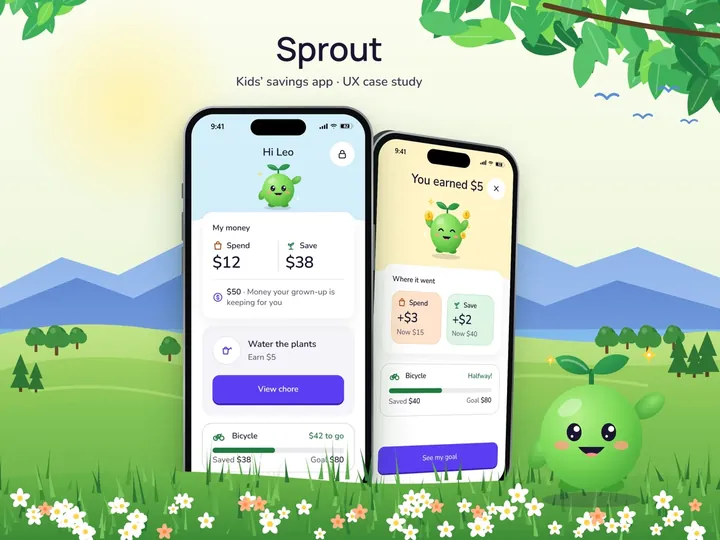 Sprout
Kids' savings app · UX case study
9:41
Hi Leo
My money
Spend
Save
$12
$38
$50 · Money your grown-up is
keeping for you
Water the plants
Earn $5
View chore
Bicycle
$42 to go
Saved $38
Goal $80
9:41
You earned $5
Where it went
Spend
Save
+$3
+$2
Now $15
Now $40
Bicycle
Halfway!
Saved $40
Goal $80
See my goal